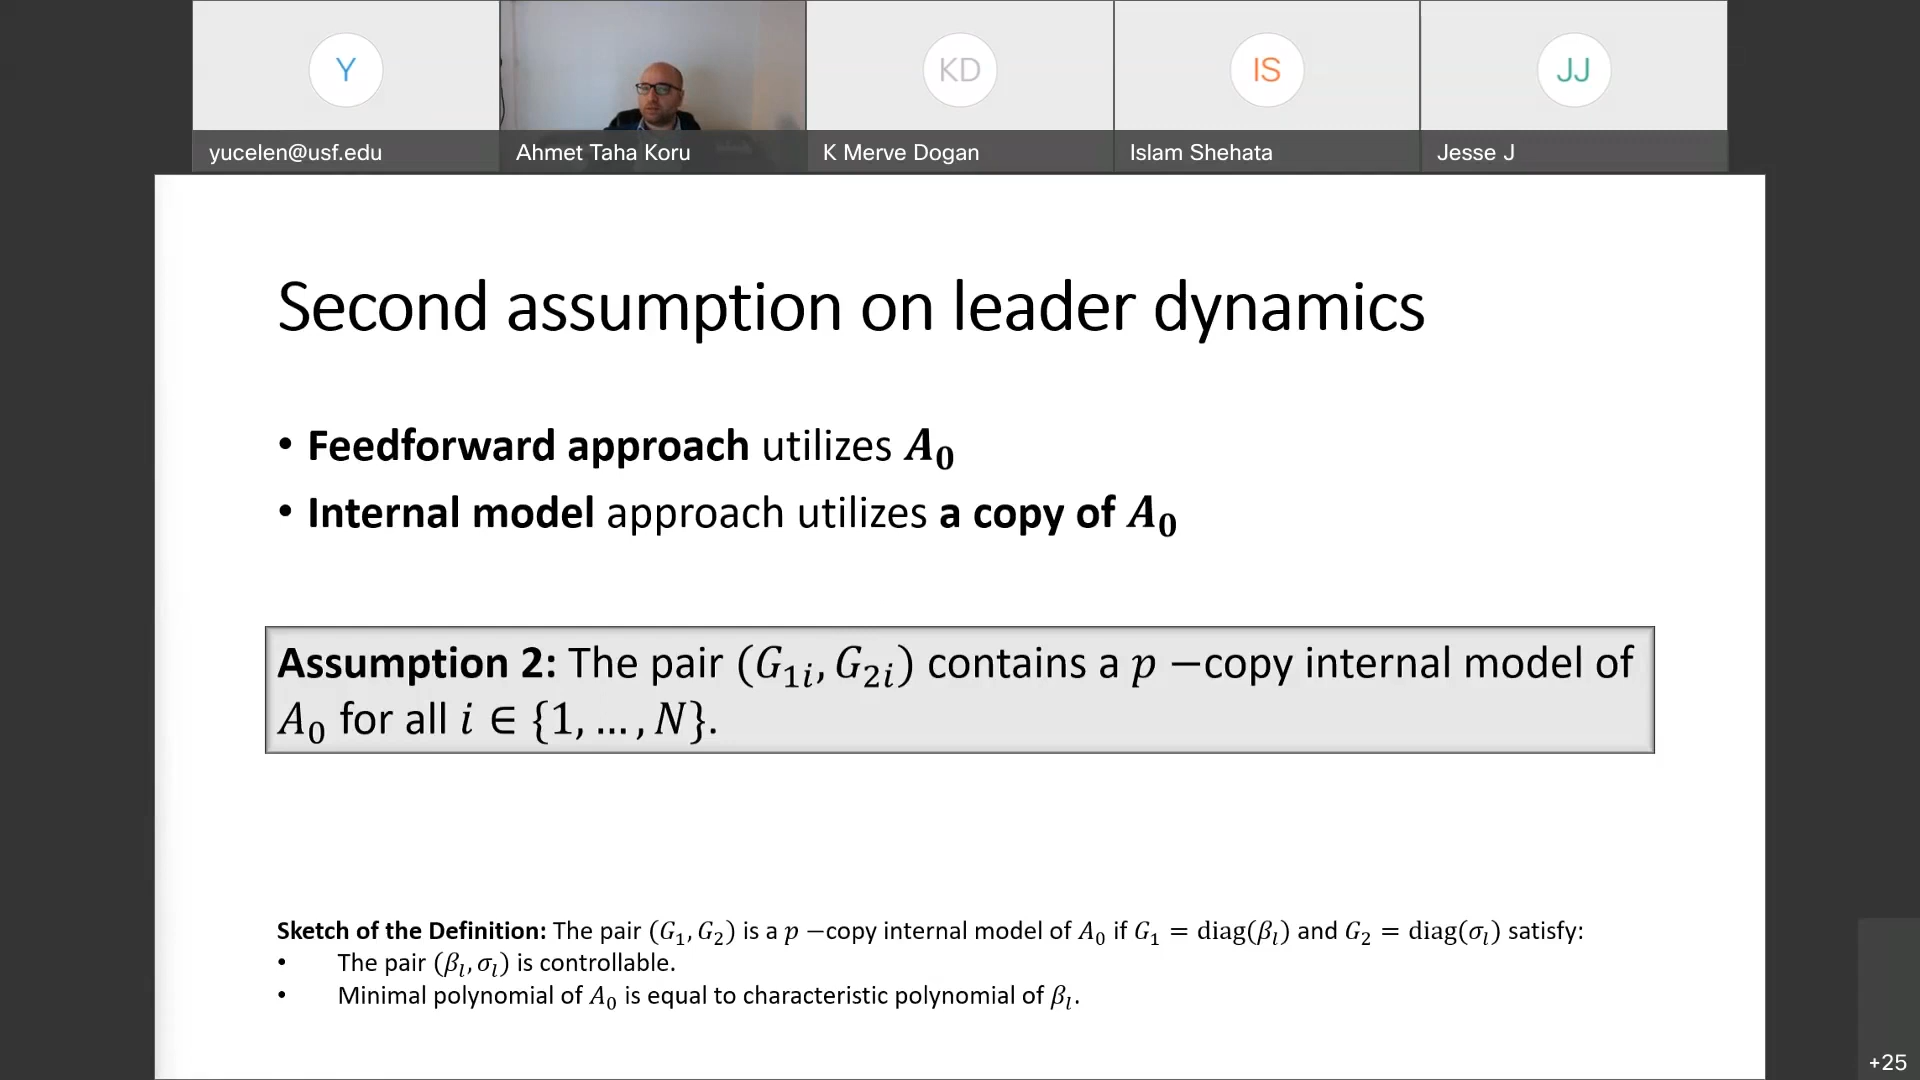 Y
KD
IS
JJ
yucelen@usf.edu
Ahmet Taha Koru
K Merve Dogan
Islam Shehata
Jesse J
Second assumption on leader dynamics
• Feedforward approach utilizes A₀
• Internal model approach utilizes a copy of A₀
Assumption 2: The pair (G₁ᵢ, G₂ᵢ) contains a p −copy internal model of
A₀ for all i ∈ {1, … , N}.
Sketch of the Definition: The pair (G₁, G₂) is a p −copy internal model of A₀ if G₁ = diag(βₗ) and G₂ = diag(σₗ) satisfy:
• The pair (βₗ, σₗ) is controllable.
• Minimal polynomial of A₀ is equal to characteristic polynomial of βₗ.
+25